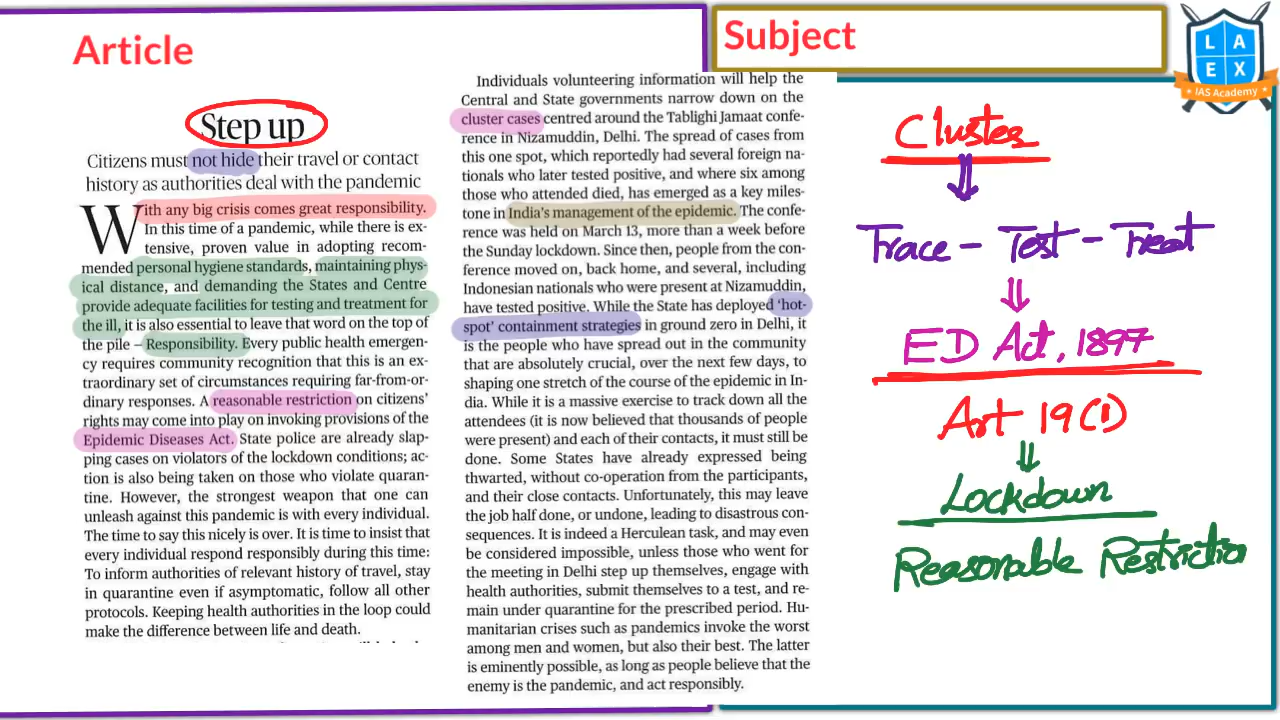 Article
Step up
Citizens must not hide their travel or contact
history as authorities deal with the pandemic
With any big crisis comes great responsibility.
In this time of a pandemic, while there is ex-
tensive, proven value in adopting recom-
mended personal hygiene standards, maintaining phys-
ical distance, and demanding the States and Centre
provide adequate facilities for testing and treatment for
the ill, it is also essential to leave that word on the top of
the pile – Responsibility. Every public health emergen-
cy requires community recognition that this is an ex-
traordinary set of circumstances requiring far-from-or-
dinary responses. A reasonable restriction on citizens’
rights may come into play on invoking provisions of the
Epidemic Diseases Act. State police are already slap-
ping cases on violators of the lockdown conditions; ac-
tion is also being taken on those who violate quaran-
tine. However, the strongest weapon that one can
unleash against this pandemic is with every individual.
The time to say this nicely is over. It is time to insist that
every individual respond responsibly during this time:
To inform authorities of relevant history of travel, stay
in quarantine even if asymptomatic, follow all other
protocols. Keeping health authorities in the loop could
make the difference between life and death.
Individuals volunteering information will help the
Central and State governments narrow down on the
cluster cases centred around the Tablighi Jamaat confe-
rence in Nizamuddin, Delhi. The spread of cases from
this one spot, which reportedly had several foreign na-
tionals who later tested positive, and where six among
those who attended died, has emerged as a key miles-
tone in India’s management of the epidemic. The confe-
rence was held on March 13, more than a week before
the Sunday lockdown. Since then, people from the con-
ference moved on, back home, and several, including
Indonesian nationals who were present at Nizamuddin,
have tested positive. While the State has deployed ‘hot-
spot’ containment strategies in ground zero in Delhi, it
is the people who have spread out in the community
that are absolutely crucial, over the next few days, to
shaping one stretch of the course of the epidemic in In-
dia. While it is a massive exercise to track down all the
attendees (it is now believed that thousands of people
were present) and each of their contacts, it must still be
done. Some States have already expressed being
thwarted, without co-operation from the participants,
and their close contacts. Unfortunately, this may leave
the job half done, or undone, leading to disastrous con-
sequences. It is indeed a Herculean task, and may even
be considered impossible, unless those who went for
the meeting in Delhi step up themselves, engage with
health authorities, submit themselves to a test, and re-
main under quarantine for the prescribed period. Hu-
manitarian crises such as pandemics invoke the worst
among men and women, but also their best. The latter
is eminently possible, as long as people believe that the
enemy is the pandemic, and act responsibly.
Subject
L A
E X
IAS Academy
Cluster
Trace - Test - Treat
ED Act, 1897
Art 19(1)
Lockdown
Reasonable Restriction